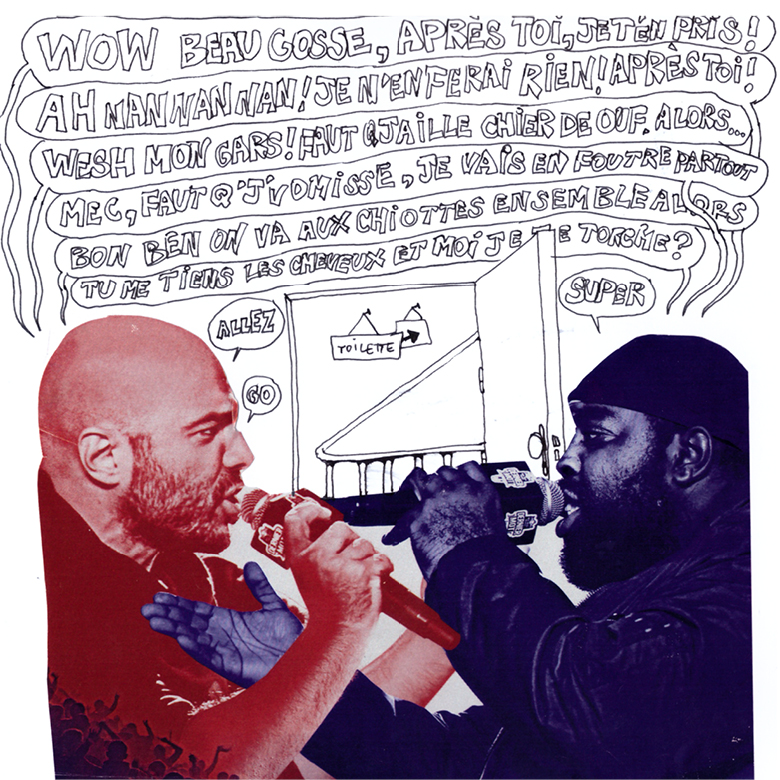 WOW BEAU GOSSE, APRÈS TOI, JE T'EN PRIS!
AH NAN NAN NAN! JE N'EN FERAI RIEN! APRÈS TOI!
WESH MON GARS! FAUT QJAILLE CHIER DE OUF. ALORS...
MEC, FAUT Q'J'VOMISSE, JE VAIS EN FOUTRE PARTOUT
BON BÉN ON VA AUX CHIOTTES ENSEMBLE ALORS
TU ME TIENS LES CHEVEUX ET MOI JE TE TORCHE?
ALLEZ
SUPER
TOILETTE
GO